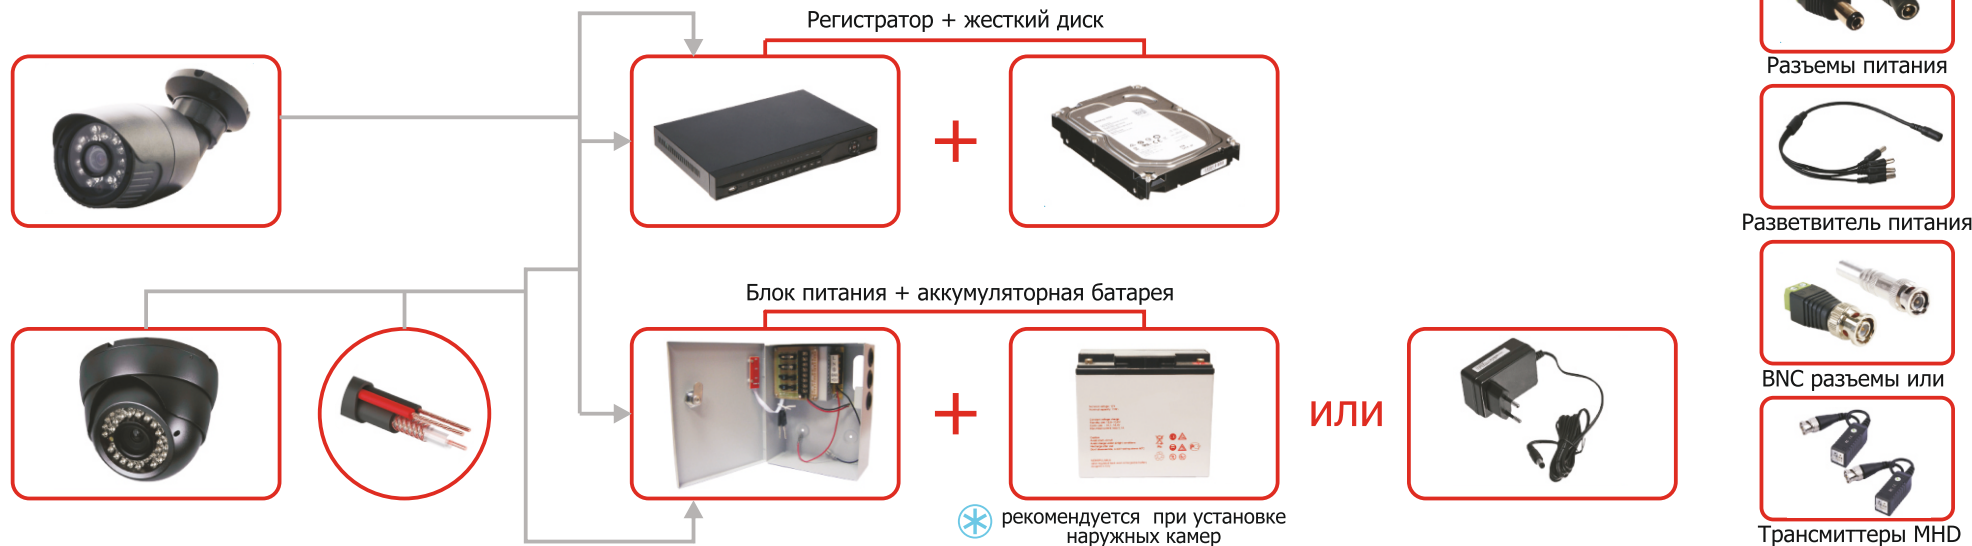 Регистратор + жесткий диск
Разъемы питания
Разветвитель питания
Блок питания + аккумуляторная батарея
BNC разъемы или
или
рекомендуется при установке
наружных камер
Трансмиттеры MHD